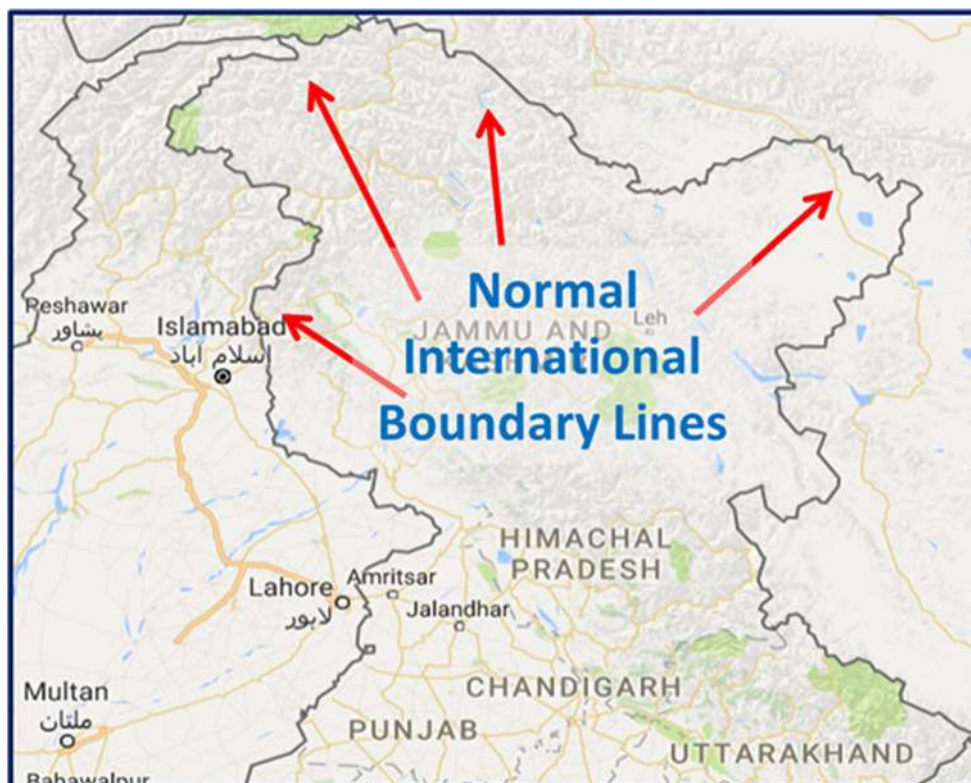 Normal
International
Boundary Lines
Peshawar
پشاور
Islamabad
اسلام آباد
JAMMU AND
Leh
HIMACHAL
PRADESH
Lahore
لاہور
Amritsar
Jalandhar
Multan
ملتان
CHANDIGARH
PUNJAB
UTTARAKHAND
Bahawalpur